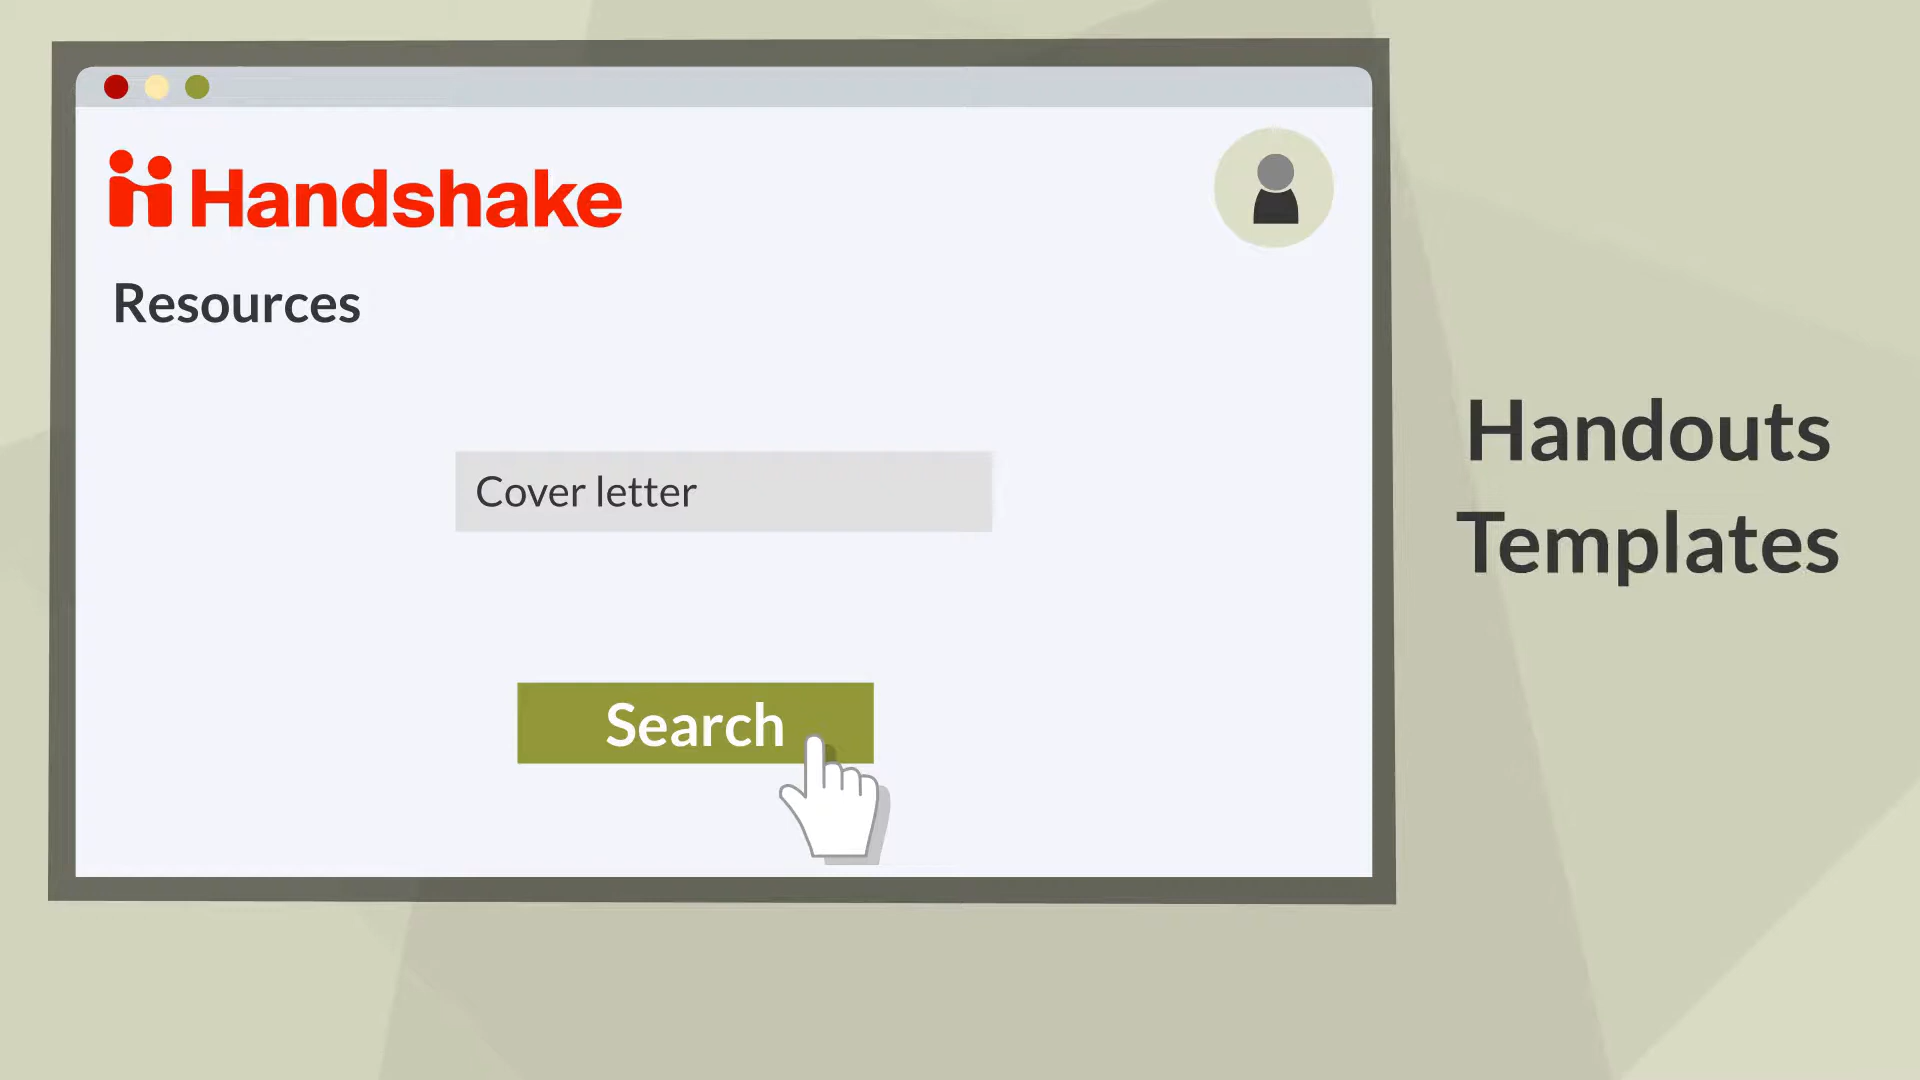 Handshake
Resources
Cover letter
Search
Handouts
Templates